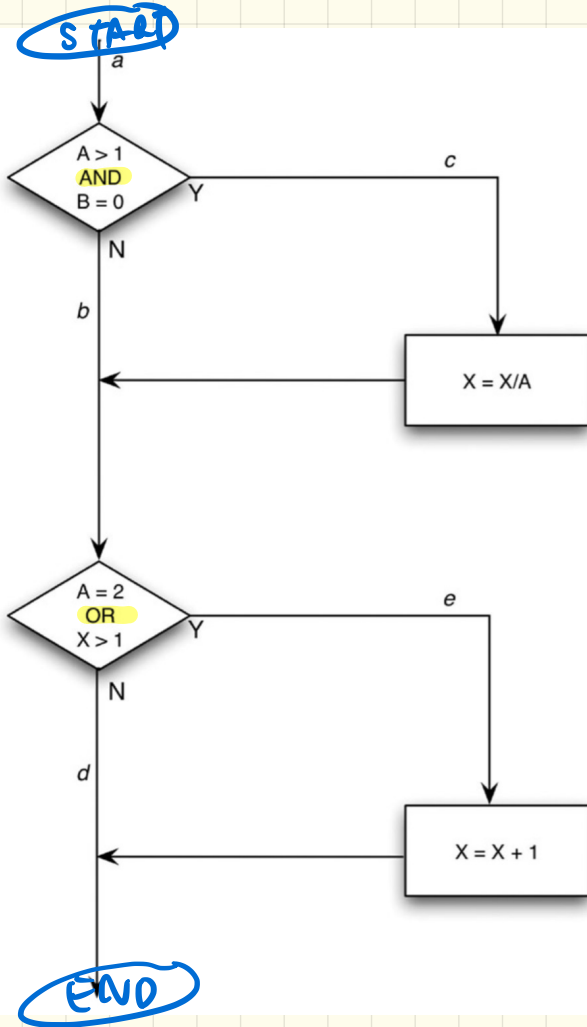 START
a
A > 1
AND
B = 0
Y
c
N
b
X = X/A
A = 2
OR
X > 1
Y
e
N
d
X = X + 1
END